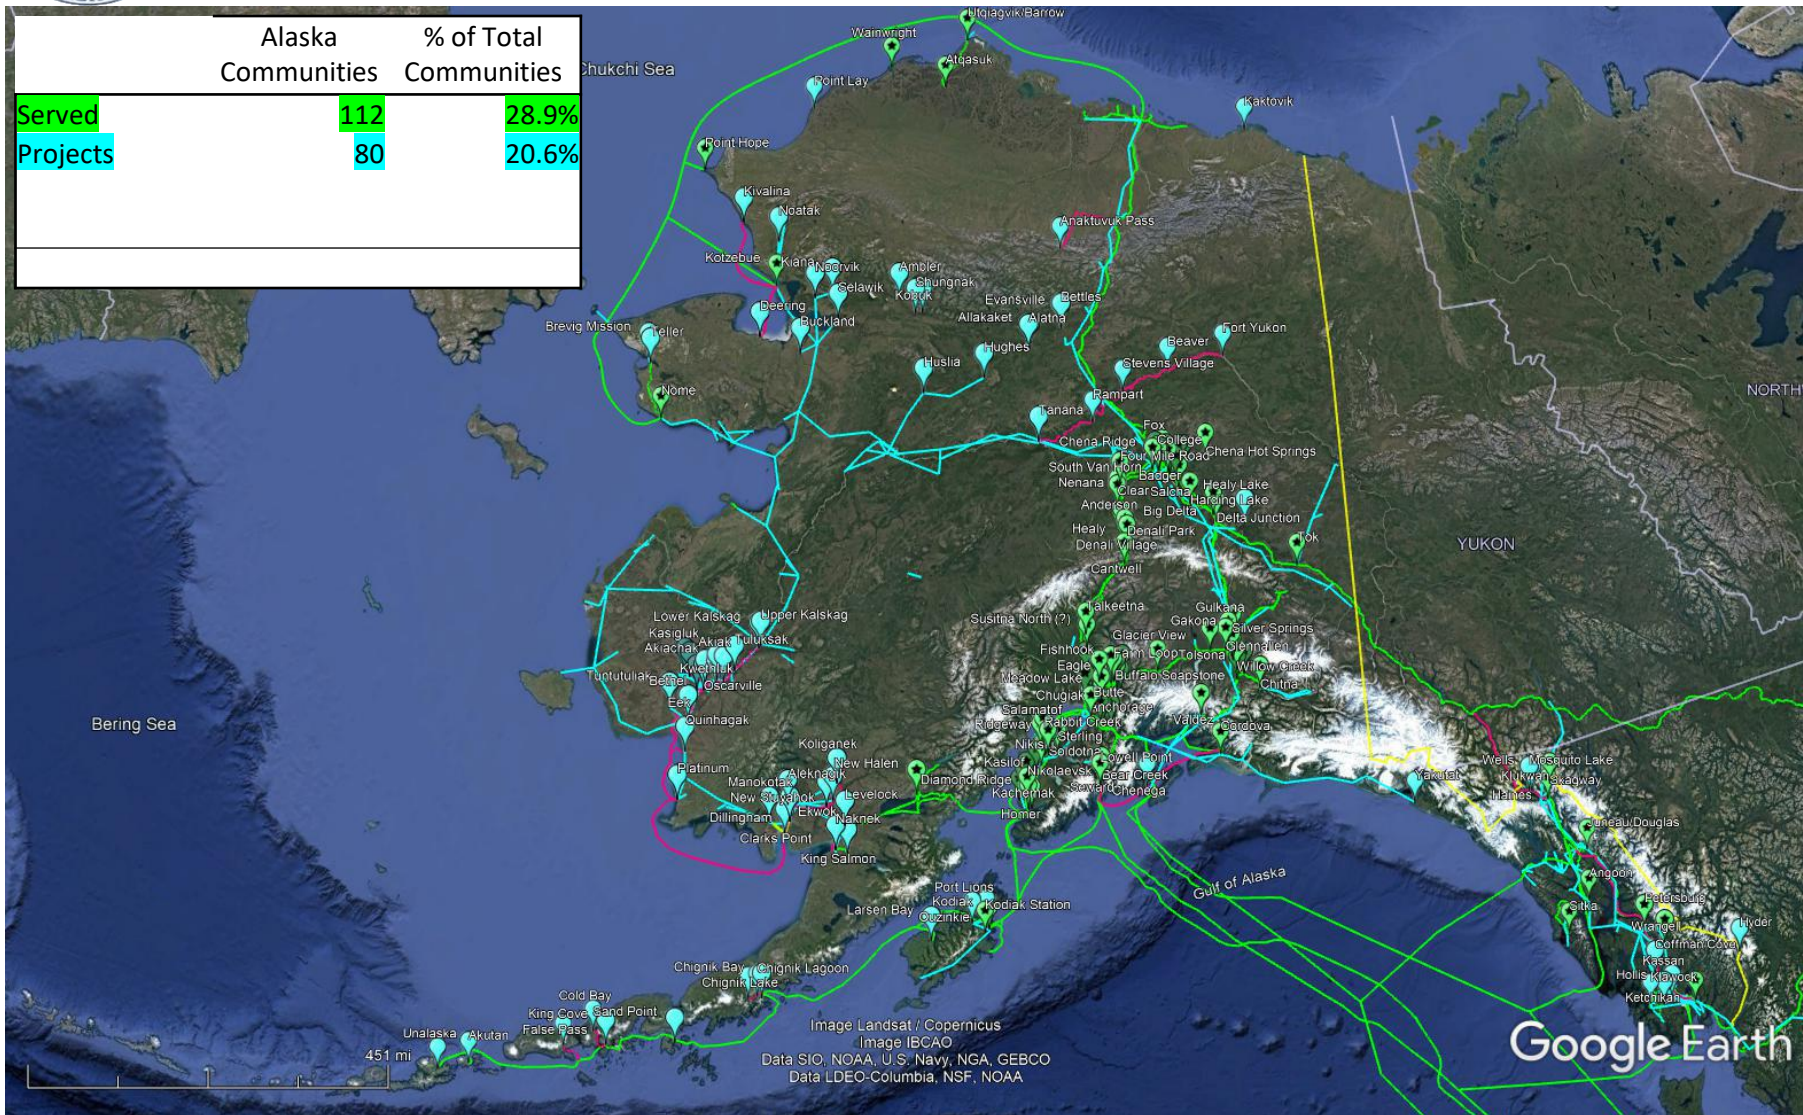 Alaska Communities
% of Total Communities
Served 112 28.9%
Projects 80 20.6%
Chukchi Sea
Utqiagvik/Barrow
Wainwright
Atqasuk
Point Lay
Kaktovik
Point Hope
Kivalina
Noatak
Anaktuvuk Pass
Kotzebue
Kiana
Noorvik
Ambler
Shungnak
Selawik
Kobuk
Evansville
Bettles
Deering
Allakaket
Alatna
Buckland
Brevig Mission
Teller
Fort Yukon
Beaver
Hughes
Stevens Village
Huslia
NORTH
Nome
Rampart
Tanana
Fox
Chena Ridge
College
Chena Hot Springs
Four Mile Road
South Van Horn
Nenana
Badger
Healy Lake
Clear
Salcha
Harding Lake
Anderson
Big Delta
Delta Junction
Healy
Denali Park
Tok
Denali Village
YUKON
Cantwell
Lower Kalskag
Upper Kalskag
Talkeetna
Gulkana
Susitna North (?)
Gakona
Silver Springs
Kasigluk
Akiak
Tuluksak
Glacier View
Akiachak
Fishhook
Farm Loop
Tolsona
Glennallen
Kwethluk
Eagle
Willow Creek
Tuntutuliak
Bethel
Oscarville
Meadow Lake
Buffalo Soapstone
Chitna
Eek
Chugiak
Butte
Anchorage
Bering Sea
Quinhagak
Salamatof
Ridgeway
Rabbit Creek
Valdez
Cordova
Sterling
Nikis
Soldotna
Koliganek
New Halen
Kasilof
Lowell Point
Wells
Mosquito Lake
Platinum
Aleknagik
Manokotak
Diamond Ridge
Nikolaevsk
Bear Creek
Yakutat
Klukwan
Skagway
New Stuyahok
Levelock
Kachemak
Seward
Chenega
Haines
Dillingham
Ekwok
Naknek
Homer
Clarks Point
Juneau/Douglas
King Salmon
Gulf of Alaska
Angoon
Port Lions
Kodiak
Kodiak Station
Larsen Bay
Ouzinkie
Sitka
Petersburg
Wrangell
Hyder
Coffman Cove
Kassan
Chignik Bay
Chignik Lagoon
Chignik Lake
Hollis
Klawock
Ketchikan
Cold Bay
King Cove
Sand Point
False Pass
Unalaska
Akutan
451 mi
Image Landsat / Copernicus
Image IBCAO
Data SIO, NOAA, U.S. Navy, NGA, GEBCO
Data LDEO-Columbia, NSF, NOAA
Google Earth